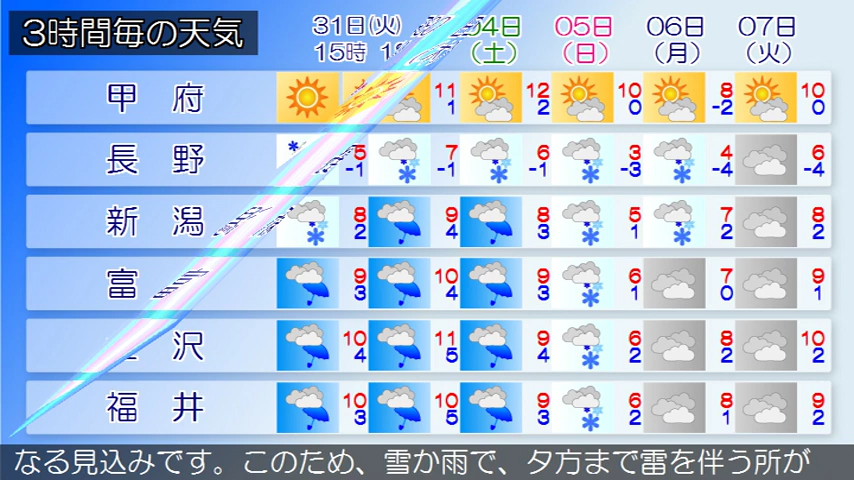 3時間毎の天気
31日(火) 04日 05日 06日 07日
15時 (土) (日) (月) (火)
甲府 11 12 10 8 10
1 2 0 -2 0
長野 5 7 6 3 4 6
-1 -1 -1 -3 -4 -4
新潟 8 9 8 5 7 8
2 4 3 1 2 2
富 9 10 9 6 7 9
3 4 3 1 0 1
沢 10 11 9 6 8 10
4 5 4 2 2 2
福井 10 10 9 6 8 9
3 5 3 2 1 2
なる見込みです。このため、雪か雨で、夕方まで雷を伴う所が